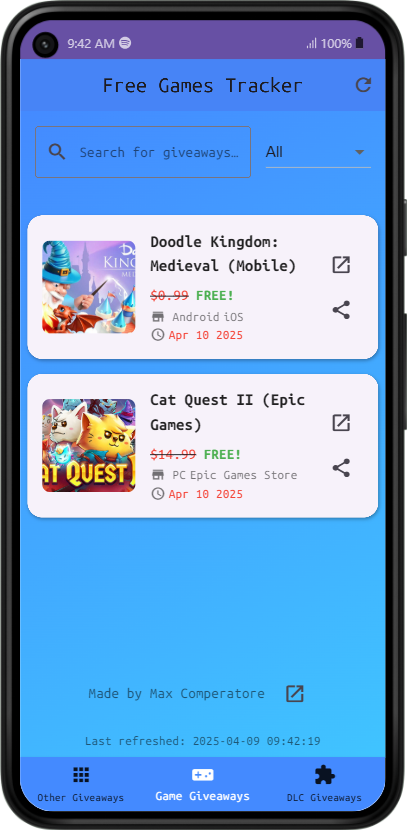 9:42 AM
100%
Free Games Tracker
Search for giveaways…
All
Doodle Kingdom:
Medieval (Mobile)
$0.99 FREE!
Android iOS
Apr 10 2025
Cat Quest II (Epic
Games)
AT QUEST
$14.99 FREE!
PC Epic Games Store
Apr 10 2025
Made by Max Comperatore
Last refreshed: 2025-04-09 09:42:19
Other Giveaways
Game Giveaways
DLC Giveaways